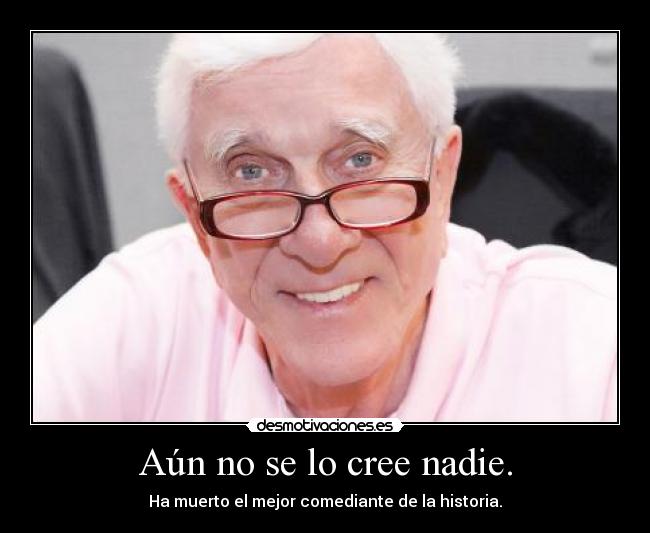 desmotivaciones.es
Aún no se lo cree nadie.
Ha muerto el mejor comediante de la historia.